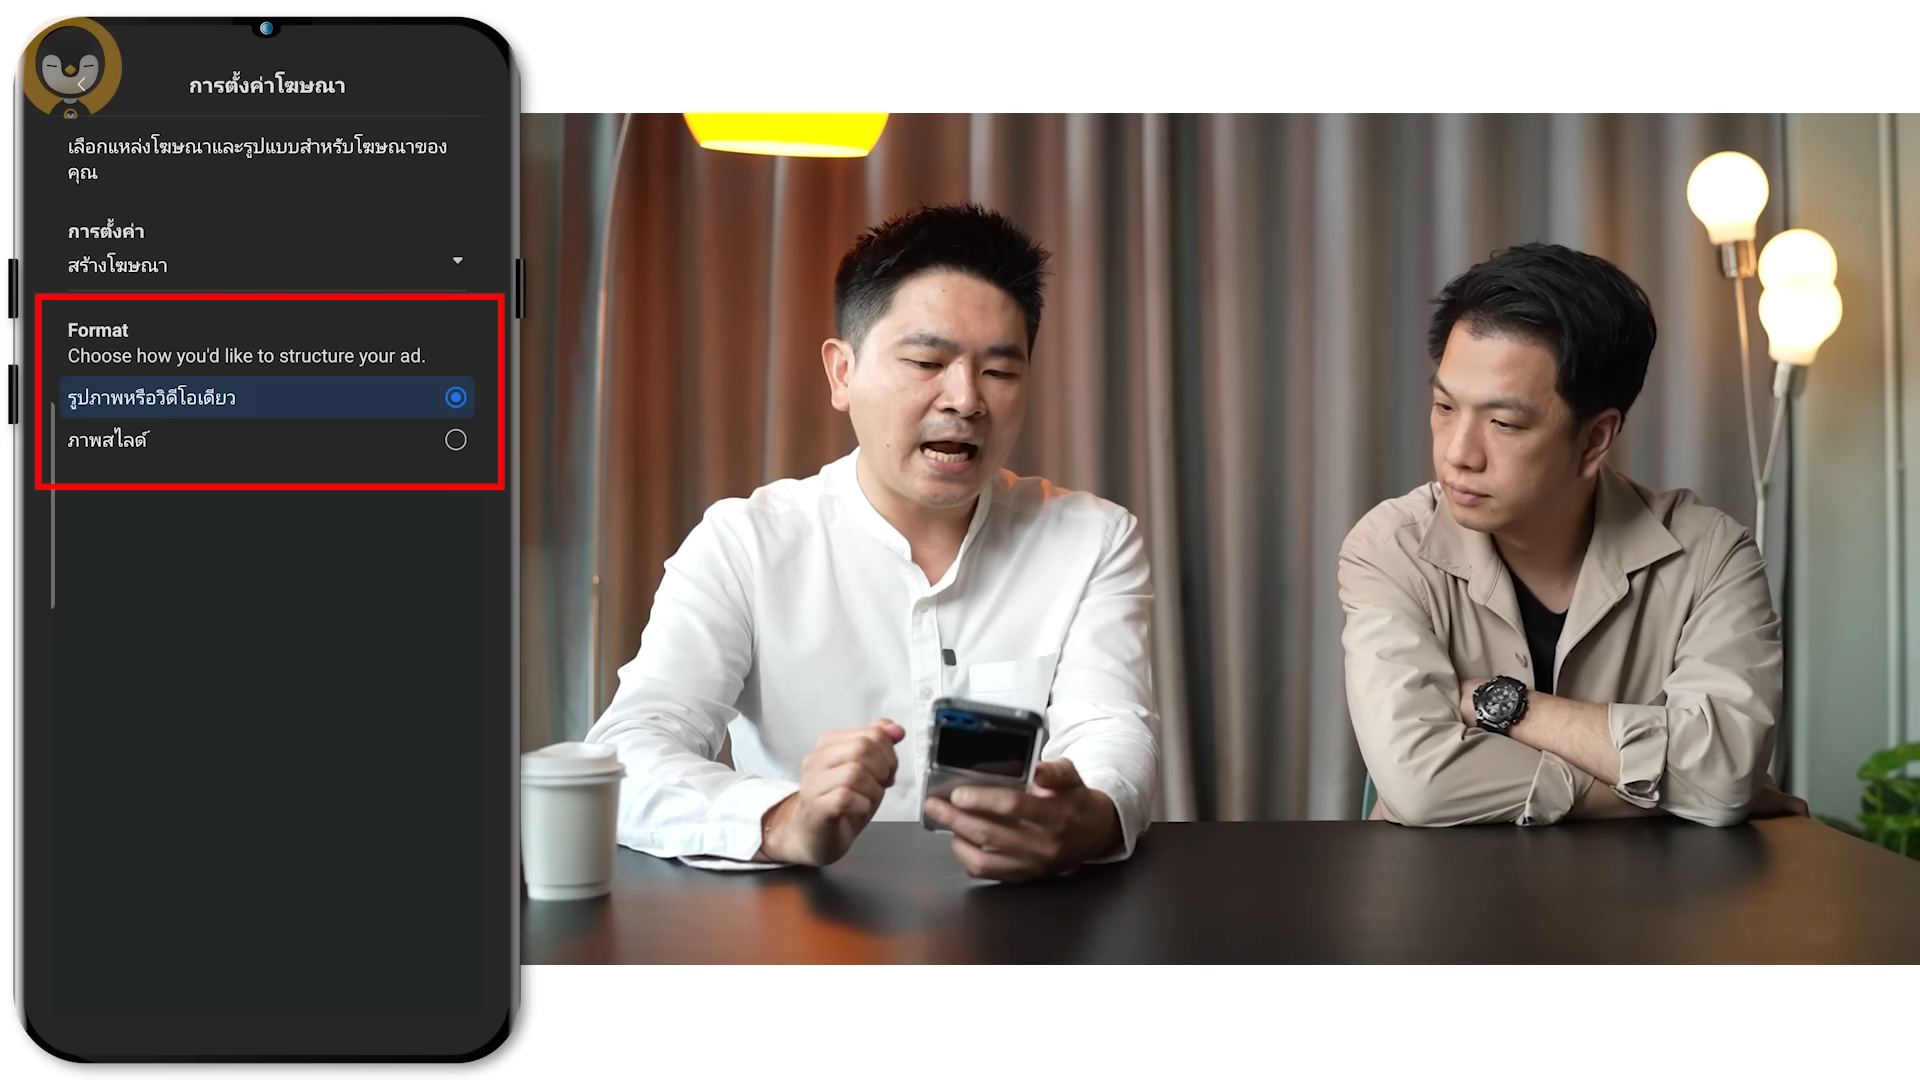 การตั้งค่าโฆษณา
เลือกแหล่งโฆษณาและรูปแบบสำหรับโฆษณาของ
คุณ
การตั้งค่า
สร้างโฆษณา
Format
Choose how you'd like to structure your ad.
รูปภาพหรือวิดีโอเดียว
ภาพสไลด์